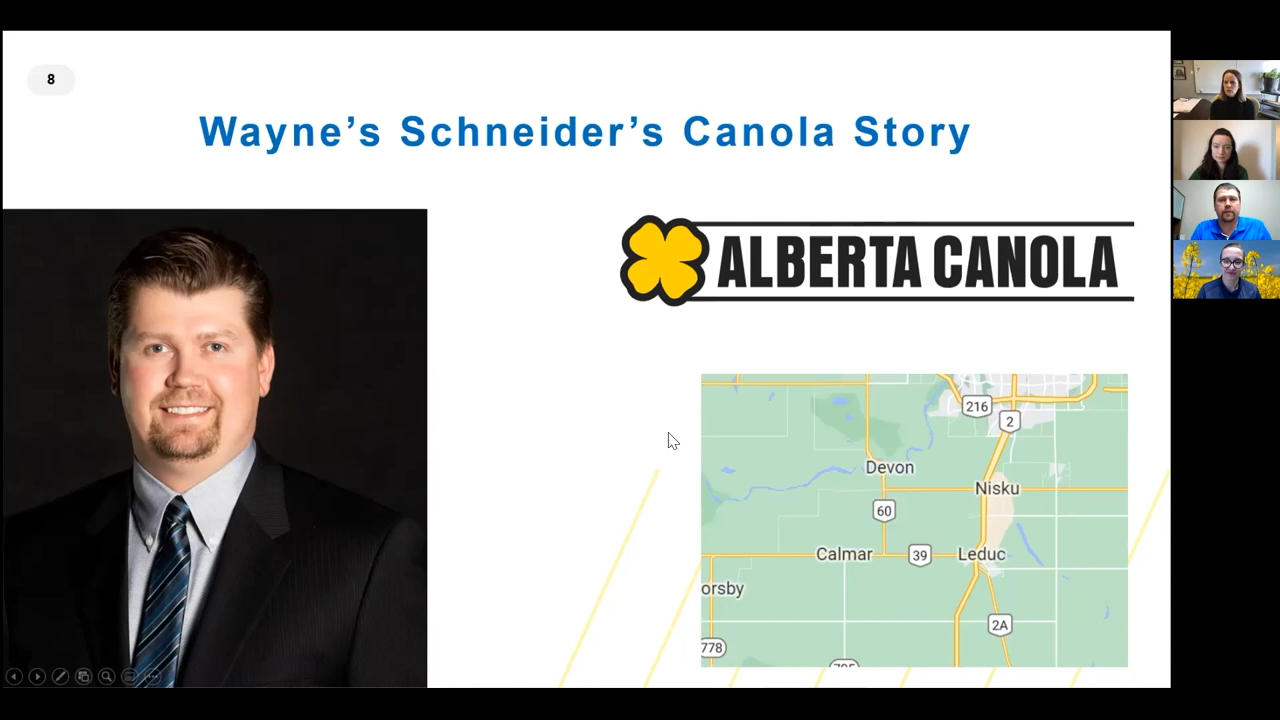 8
Wayne’s Schneider’s Canola Story
ALBERTA CANOLA
216
2
Devon
Nisku
60
Calmar
39
Leduc
orsby
2A
778